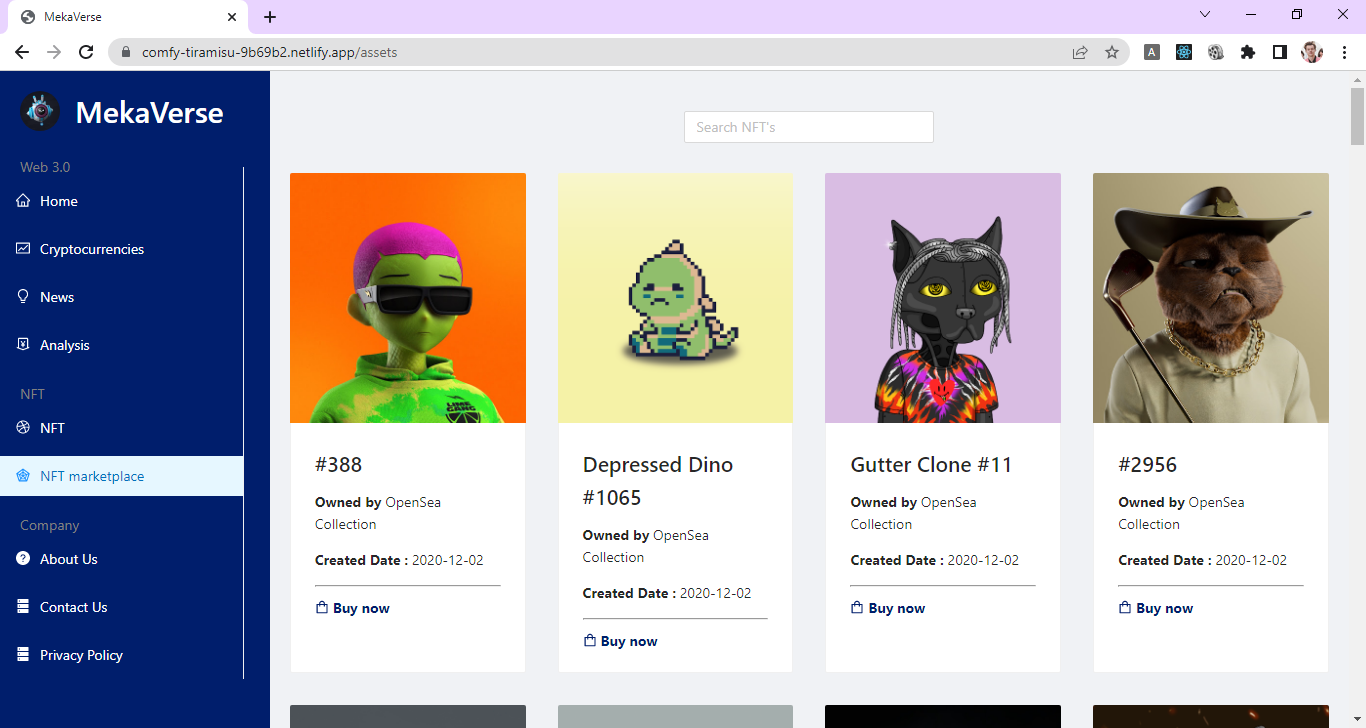 MekaVerse
comfy-tiramisu-9b69b2.netlify.app/assets
A
MekaVerse
Web 3.0
Home
Cryptocurrencies
News
Analysis
NFT
NFT
NFT marketplace
Company
About Us
Contact Us
Privacy Policy
Search NFT's
LIME
GANG
#388
Owned by OpenSea
Collection
Created Date : 2020-12-02
Buy now
Depressed Dino
#1065
Owned by OpenSea
Collection
Created Date : 2020-12-02
Buy now
Gutter Clone #11
Owned by OpenSea
Collection
Created Date : 2020-12-02
Buy now
#2956
Owned by OpenSea
Collection
Created Date : 2020-12-02
Buy now